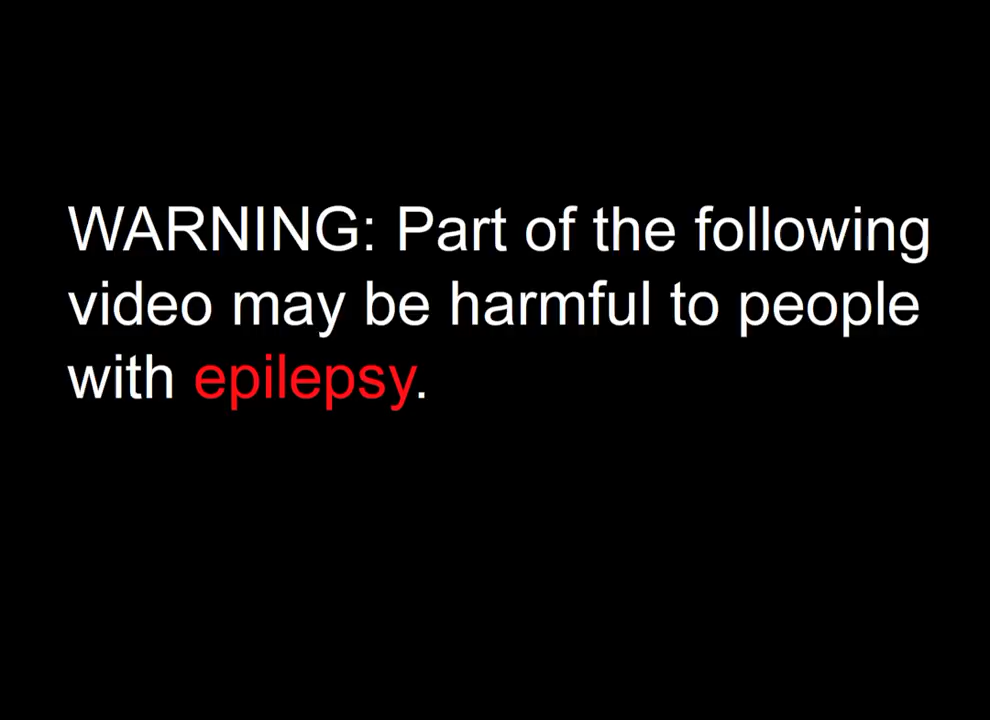 WARNING: Part of the following
video may be harmful to people
with epilepsy.